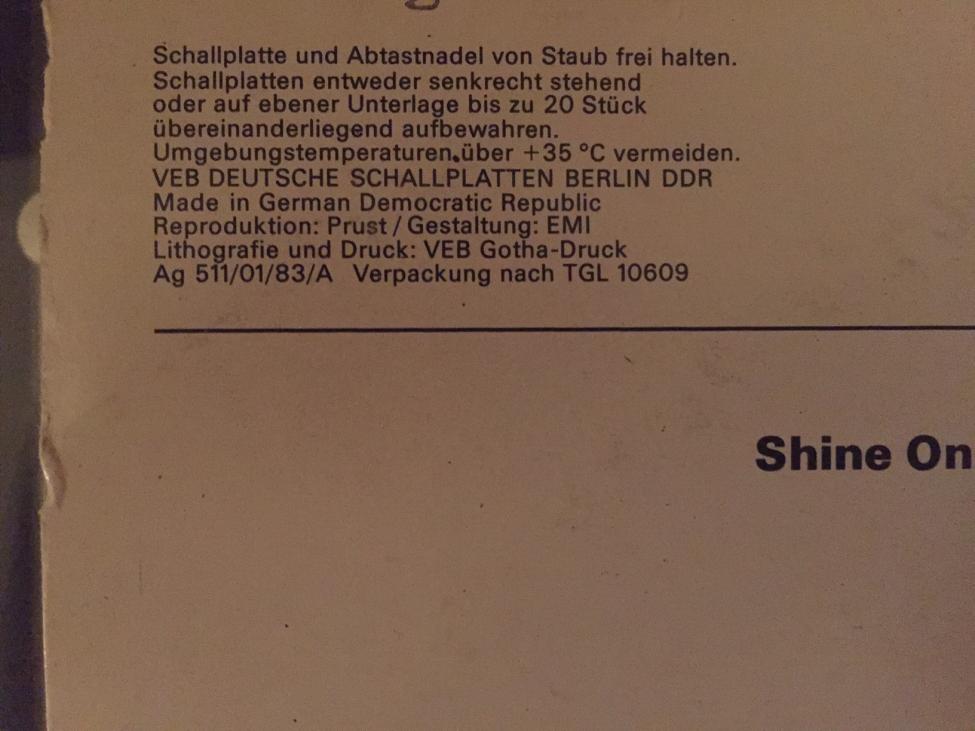 Schallplatte und Abtastnadel von Staub frei halten.
Schallplatten entweder senkrecht stehend
oder auf ebener Unterlage bis zu 20 Stück
übereinanderliegend aufbewahren.
Umgebungstemperaturen über +35 °C vermeiden.
VEB DEUTSCHE SCHALLPLATTEN BERLIN DDR
Made in German Democratic Republic
Reproduktion: Prust / Gestaltung: EMI
Lithografie und Druck: VEB Gotha-Druck
Ag 511/01/83/A Verpackung nach TGL 10609
Shine On